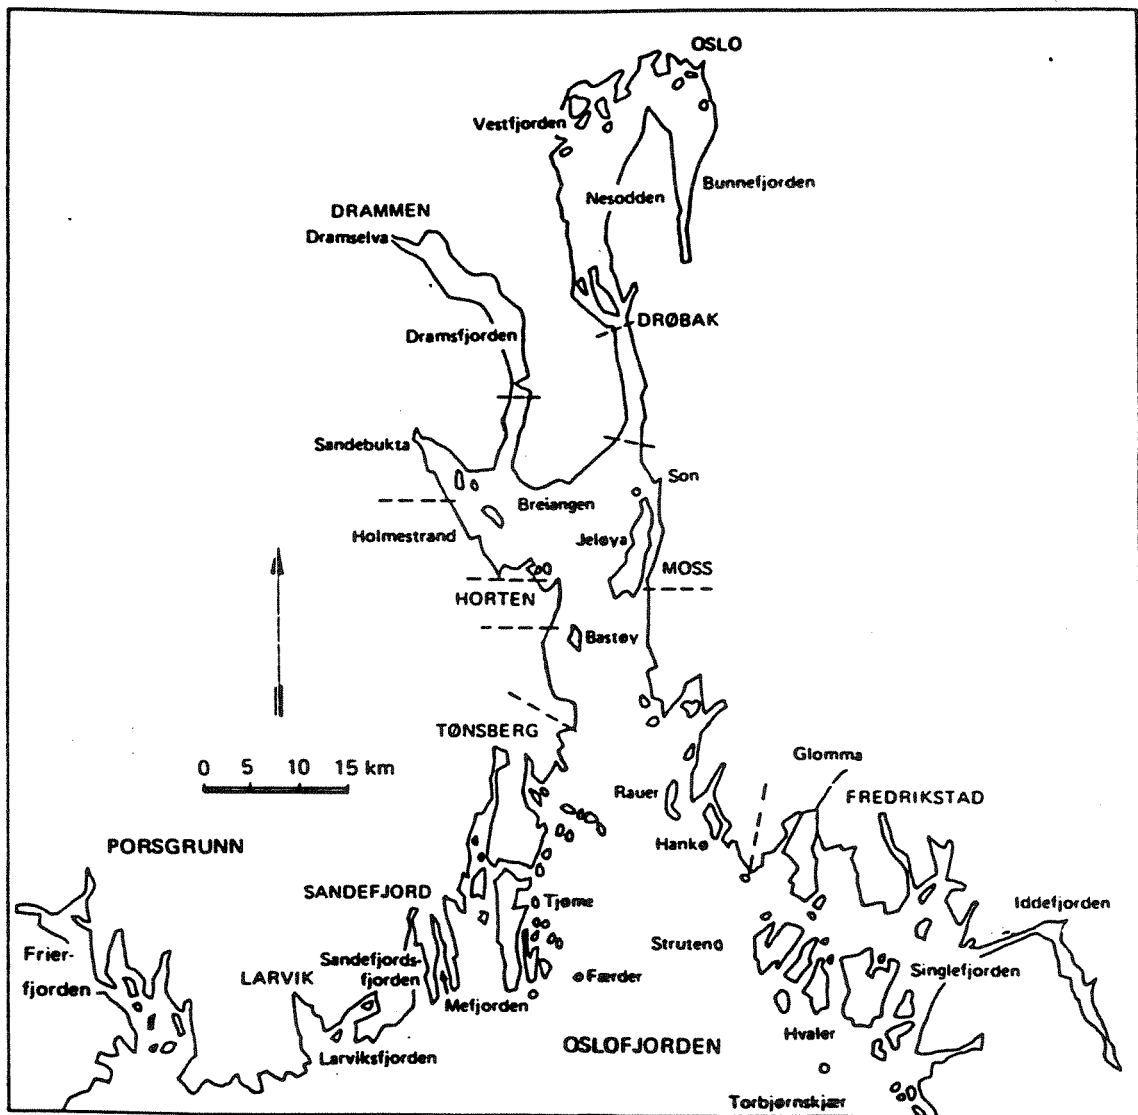 OSLO
Vestfjorden
Bunnefjorden
Nesodden
DRAMMEN
Dramselva
DRØBAK
Dramsfjorden
Sandebukta
Son
Breiangen
Holmestrand
Jeløya
MOSS
HORTEN
Bastøy
TØNSBERG
Glomma
0 5 10 15 km
Rauer
FREDRIKSTAD
Hankø
PORSGRUNN
SANDEFJORD
Tjøme
Iddefjorden
Strutenø
Frier-
fjorden
Sandefjords-
fjorden
LARVIK
Færder
Singlefjorden
Mefjorden
Hvaler
OSLOFJORDEN
Larviksfjorden
Torbjørnskjær